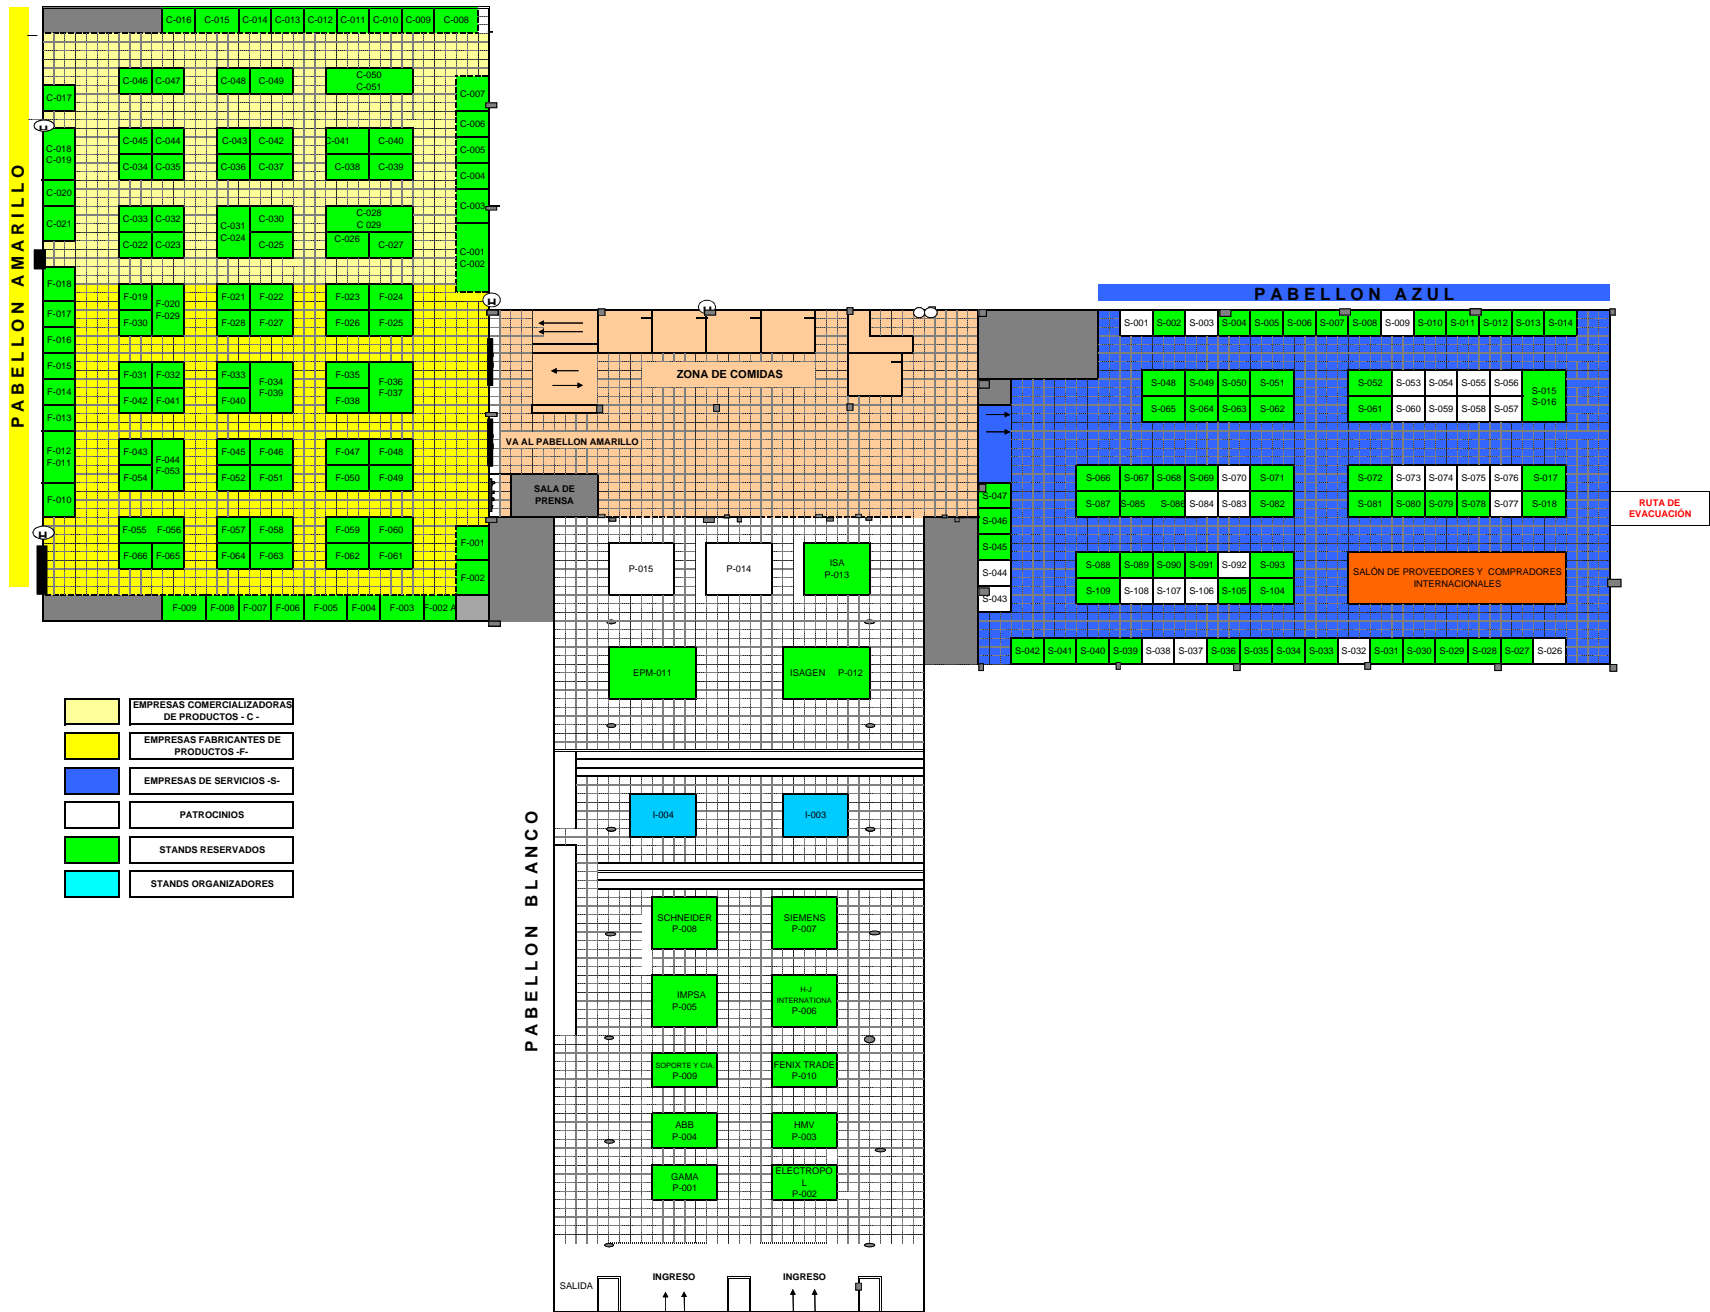 PABELLON AMARILLO
C-016 C-015 C-014 C-013 C-012 C-011 C-010 C-009 C-008
C-046 C-047 C-048 C-049 C-050
C-051
C-017 C-007
C-006
C-018
C-019
C-045 C-044 C-043 C-042 C-041 C-040
C-005
C-034 C-035 C-036 C-037 C-038 C-039
C-004
C-020
C-003
C-021
C-033 C-032 C-031
C-024
C-030 C-028
C 029
C-022 C-023 C-025 C-026 C-027
C-001
C-002
F-018
F-019 F-020
F-029
F-021 F-022 F-023 F-024
F-017
F-030 F-028 F-027 F-026 F-025
F-016
F-015
F-031 F-032 F-033 F-034
F-039
F-035 F-036
F-037
F-014
F-042 F-041 F-040 F-038
F-013
F-012
F-011
F-043 F-044
F-053
F-045 F-046 F-047 F-048
F-054 F-052 F-051 F-050 F-049
F-010
F-055 F-056 F-057 F-058 F-059 F-060
F-001
F-066 F-065 F-064 F-063 F-062 F-061
F-002
F-009 F-008 F-007 F-006 F-005 F-004 F-003 F-002 A
ZONA DE COMIDAS
VA AL PABELLON AMARILLO
SALA DE
PRENSA
PABELLON AZUL
S-001 S-002 S-003 S-004 S-005 S-006 S-007 S-008 S-009 S-010 S-011 S-012 S-013 S-014
S-048 S-049 S-050 S-051 S-052 S-053 S-054 S-055 S-056 S-015
S-016
S-065 S-064 S-063 S-062 S-061 S-060 S-059 S-058 S-057
S-066 S-067 S-068 S-069 S-070 S-071 S-072 S-073 S-074 S-075 S-076 S-017
S-087 S-085 S-086 S-084 S-083 S-082 S-081 S-080 S-079 S-078 S-077 S-018
S-047
S-046
S-045
S-044
S-043
RUTA DE
EVACUACIÓN
S-088 S-089 S-090 S-091 S-092 S-093
S-109 S-108 S-107 S-106 S-105 S-104
SALÓN DE PROVEEDORES Y COMPRADORES
INTERNACIONALES
S-042 S-041 S-040 S-039 S-038 S-037 S-036 S-035 S-034 S-033 S-032 S-031 S-030 S-029 S-028 S-027 S-026
P-015 P-014 ISA
P-013
EPM-011 ISAGEN P-012
EMPRESAS COMERCIALIZADORAS
DE PRODUCTOS - C -
EMPRESAS FABRICANTES DE
PRODUCTOS -F-
EMPRESAS DE SERVICIOS -S-
PATROCINIOS
STANDS RESERVADOS
STANDS ORGANIZADORES
PABELLON BLANCO
I-004 I-003
SCHNEIDER
P-008
SIEMENS
P-007
IMPSA
P-005
H-J
INTERNATIONA
P-006
SOPORTE Y CIA.
P-009
FENIX TRADE
P-010
ABB
P-004
HMV
P-003
GAMA
P-001
ELECTROPO
L
P-002
SALIDA INGRESO INGRESO